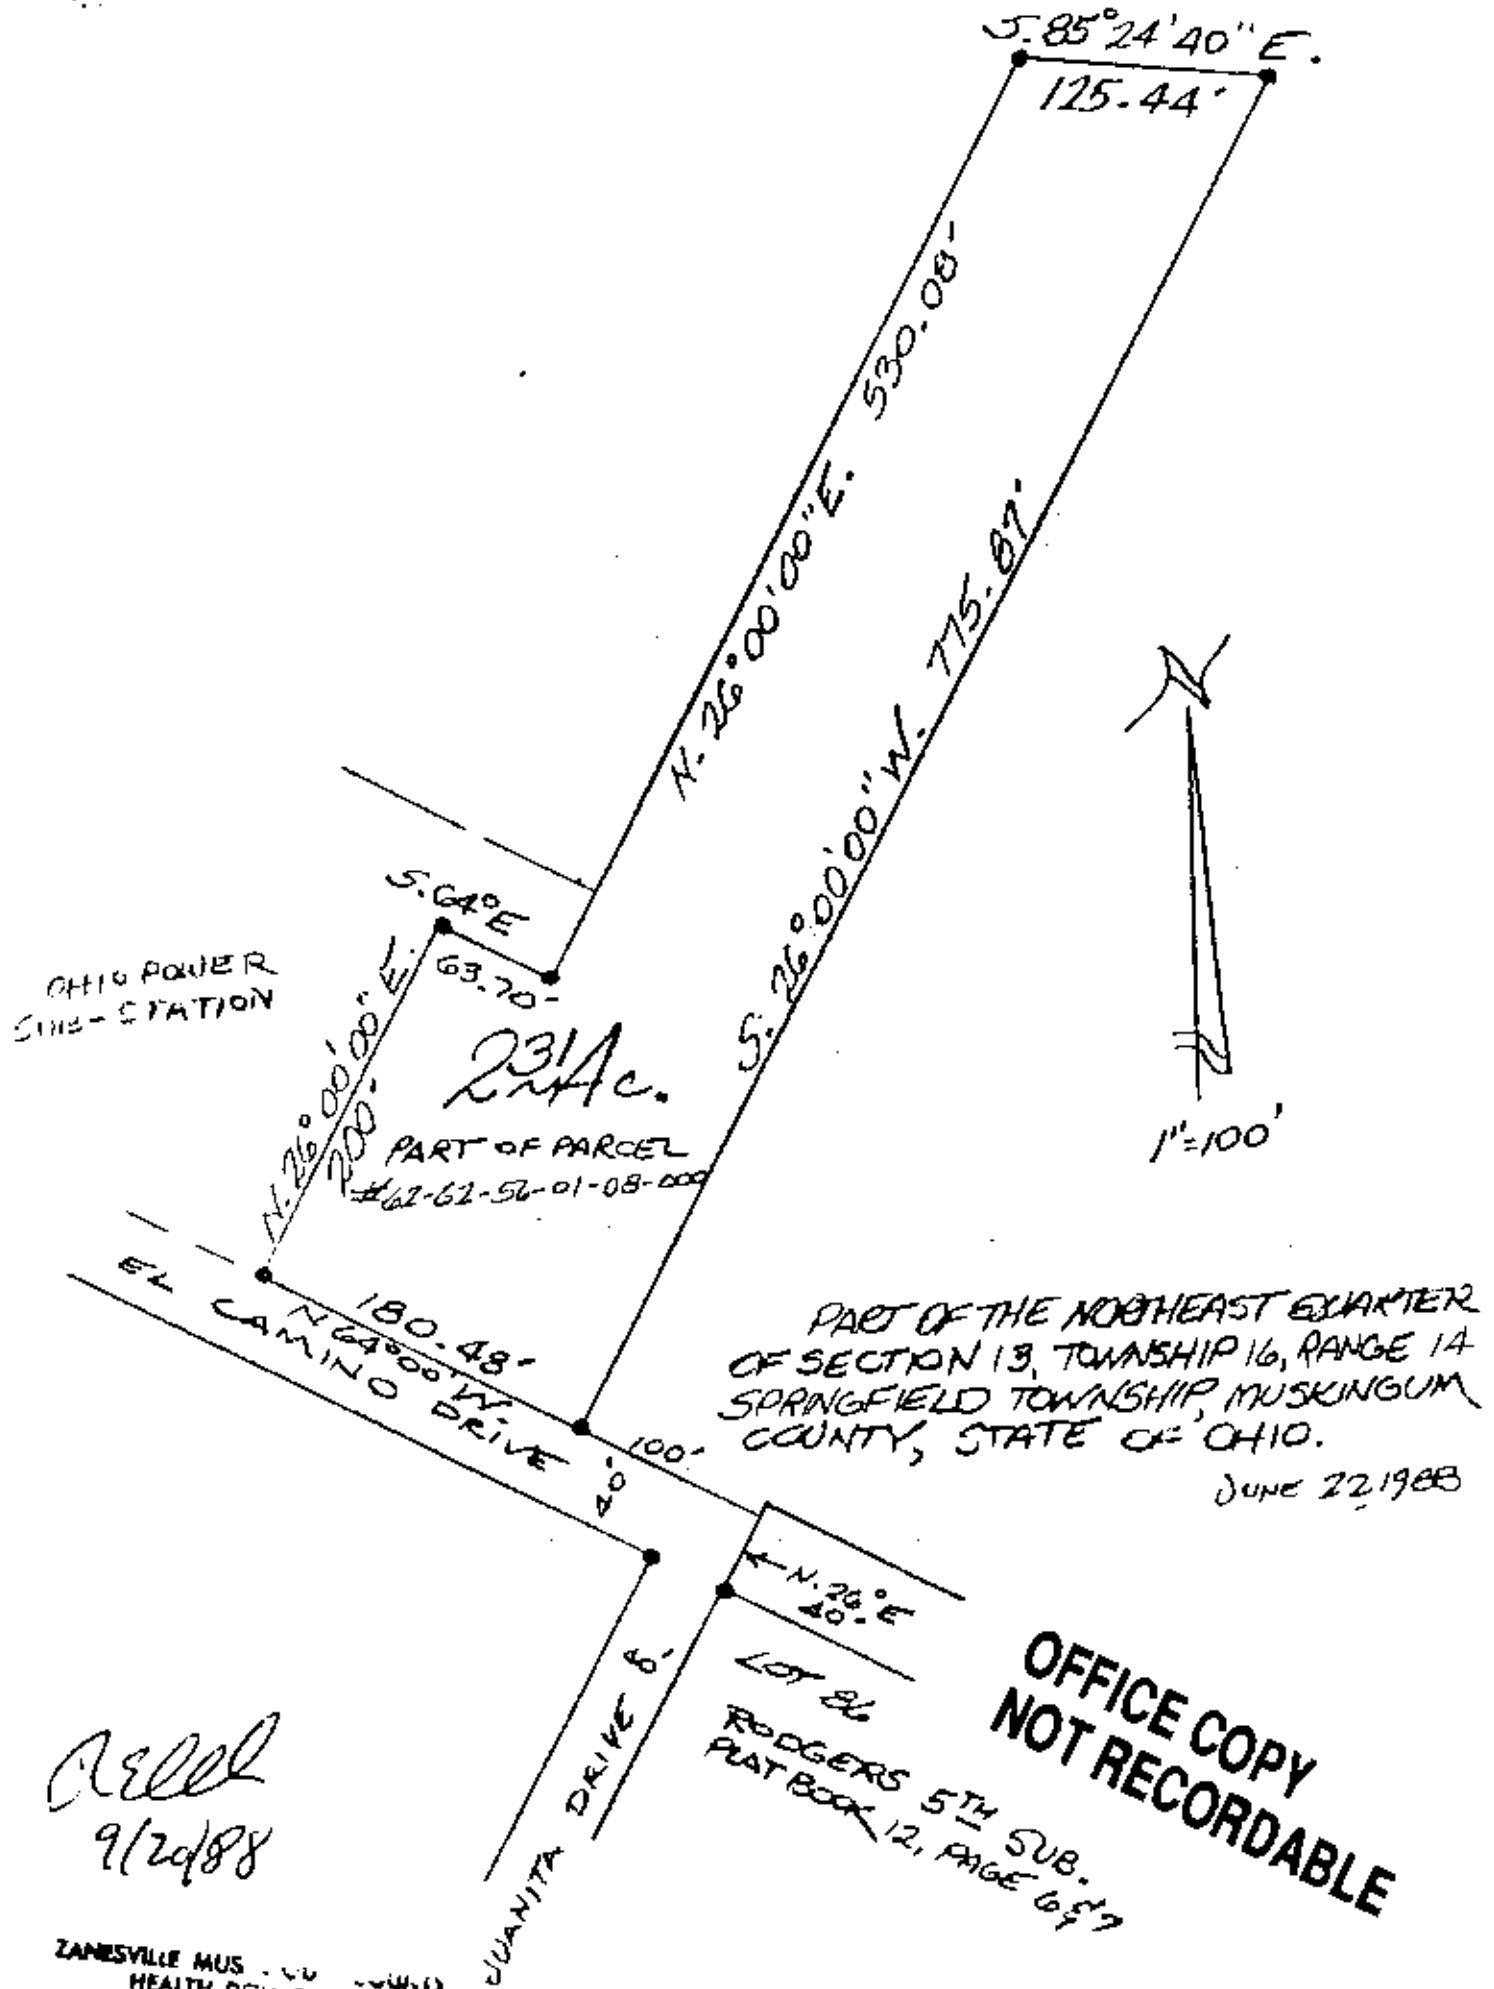 S. 85°24'40" E.
125.44'
N. 26°00'00" E. 530.08'
S. 26°00'00" W. 775.87'
N
1"=100'
S. 64° E
63.70'
OHIO POWER
SUB-STATION
N. 26°00'00" E.
200'
2.31 Ac.
PART OF PARCEL
#62-62-56-01-08-000
180.48'
N 64°00' W.
EL CAMINO DRIVE 40'
100'
PART OF THE NORTHEAST QUARTER
OF SECTION 13, TOWNSHIP 16, RANGE 14
SPRINGFIELD TOWNSHIP, MUSKINGUM
COUNTY, STATE OF OHIO.
JUNE 22, 1988
N. 26° E
40'
LOT 86
RODGERS 5TH SUB.
PLAT BOOK 12, PAGE 6 & 7
JUANITA DRIVE
OFFICE COPY
NOT RECORDABLE
9/20/88
ZANESVILLE MUS
HEALTH